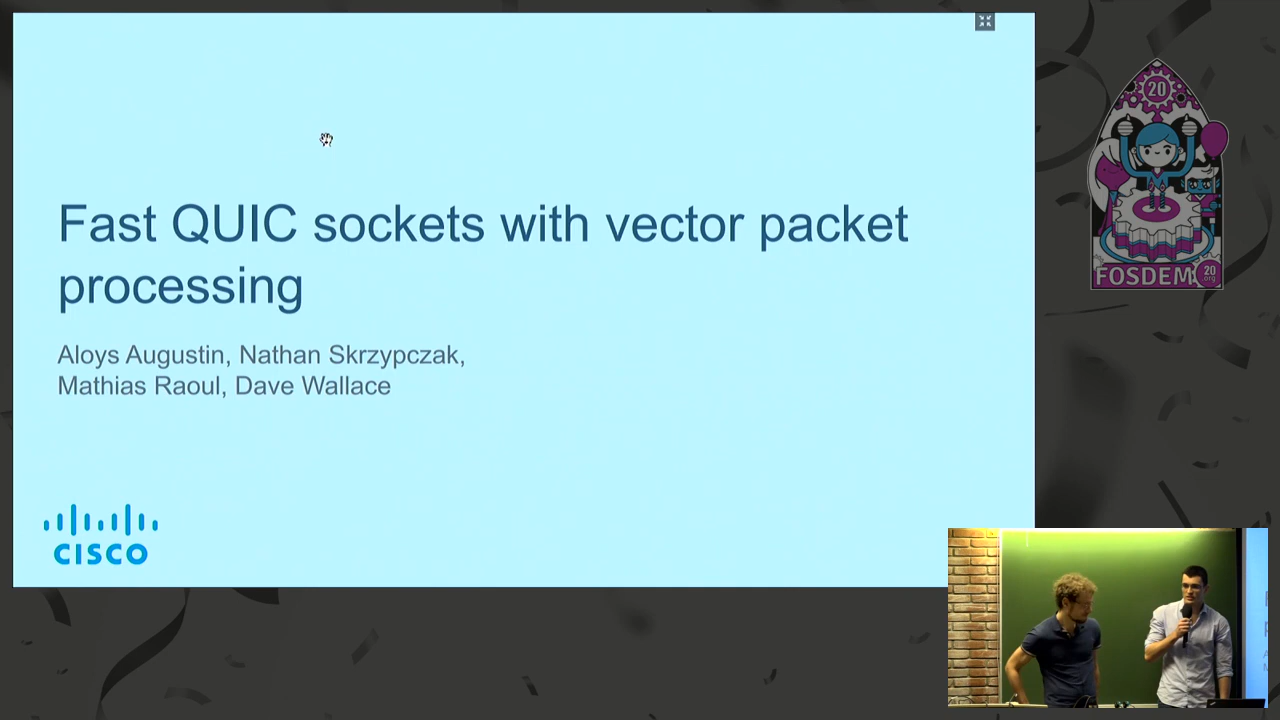 Fast QUIC sockets with vector packet
processing
Aloys Augustin, Nathan Skrzypczak,
Mathias Raoul, Dave Wallace
CISCO
20
FOSDEM
20
.org